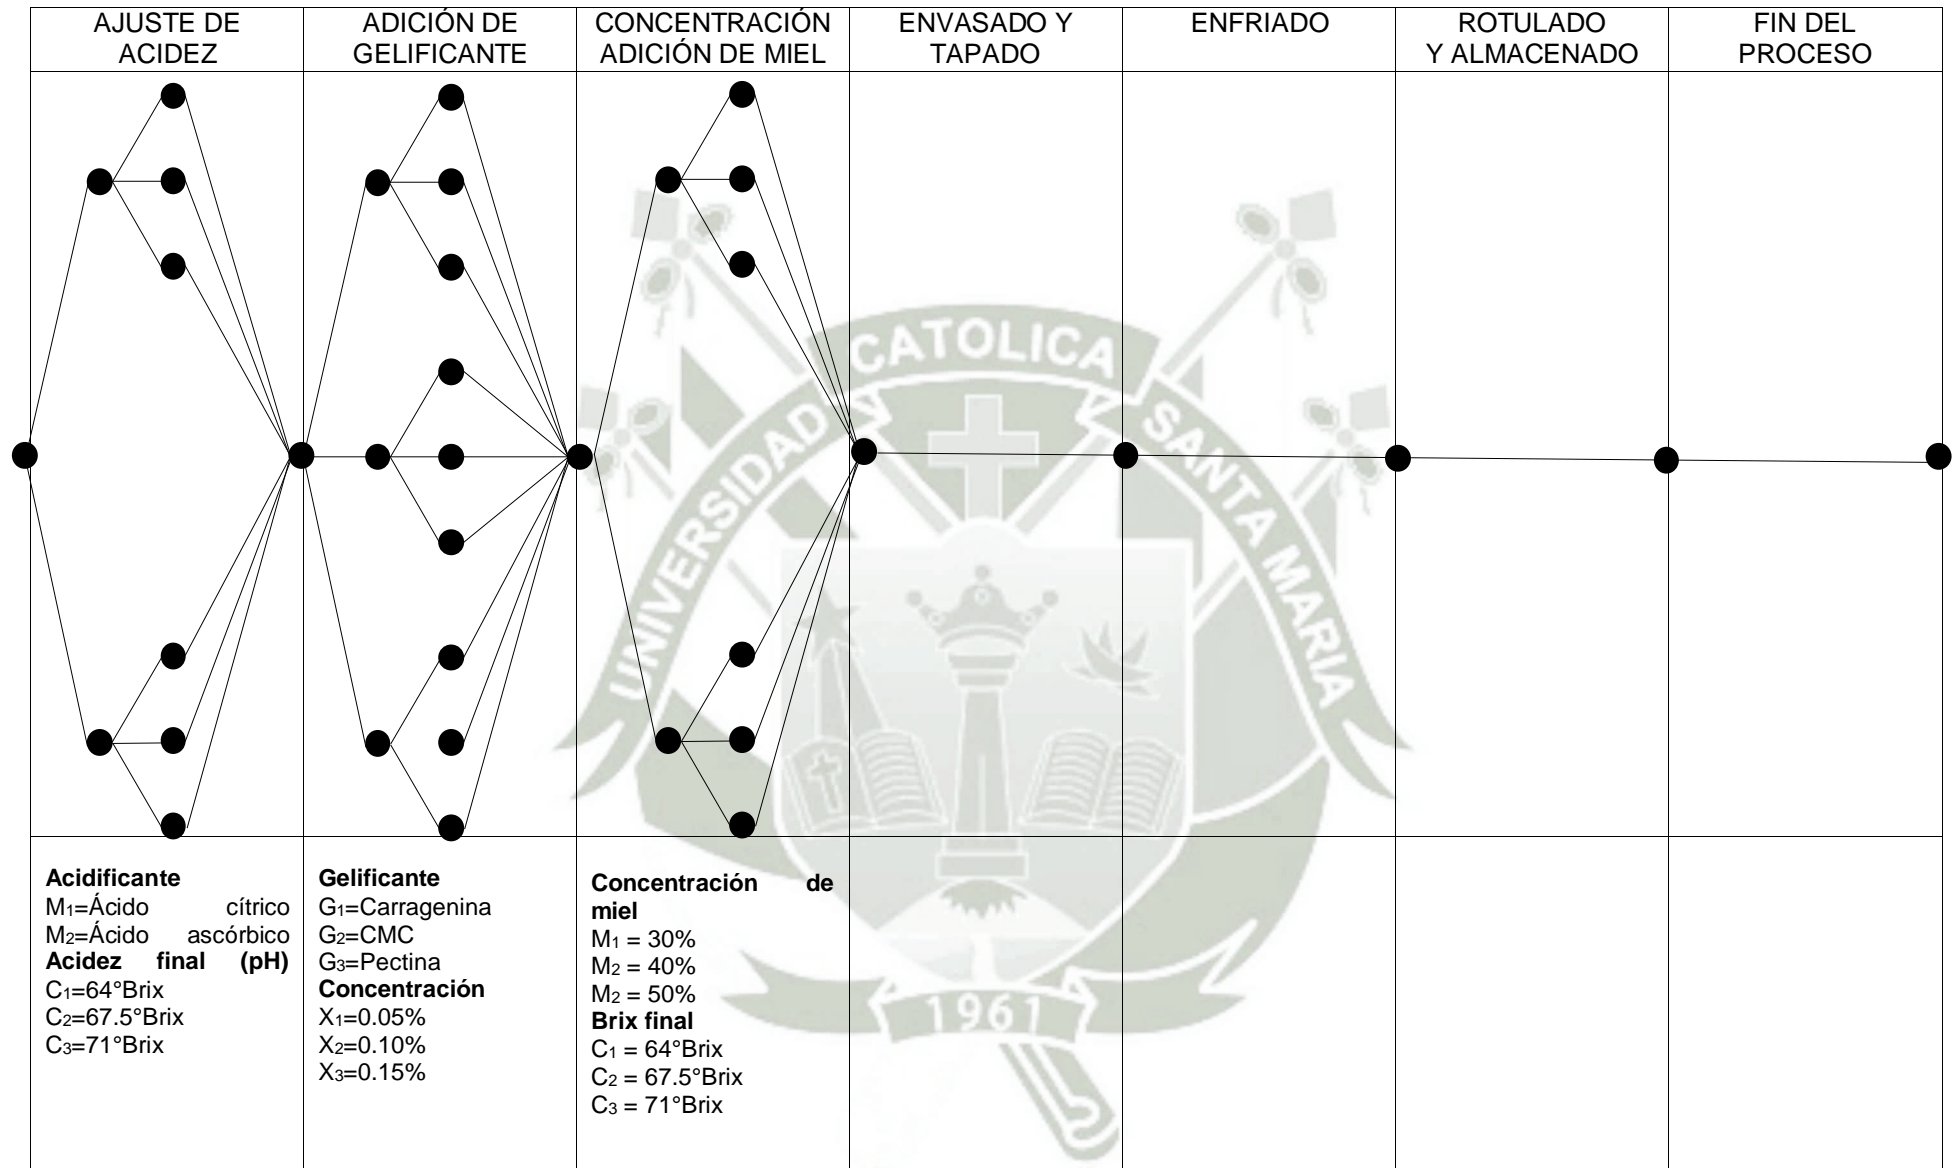 AJUSTE DE
ACIDEZ
ADICIÓN DE
GELIFICANTE
CONCENTRACIÓN
ADICIÓN DE MIEL
ENVASADO Y
TAPADO
ENFRIADO
ROTULADO
Y ALMACENADO
FIN DEL
PROCESO
Acidificante
M1=Ácido cítrico
M2=Ácido ascórbico
Acidez final (pH)
C1=64°Brix
C2=67.5°Brix
C3=71°Brix
Gelificante
G1=Carragenina
G2=CMC
G3=Pectina
Concentración
X1=0.05%
X2=0.10%
X3=0.15%
Concentración de
miel
M1 = 30%
M2 = 40%
M2 = 50%
Brix final
C1 = 64°Brix
C2 = 67.5°Brix
C3 = 71°Brix
UNIVERSIDAD CATOLICA SANTA MARIA
1961